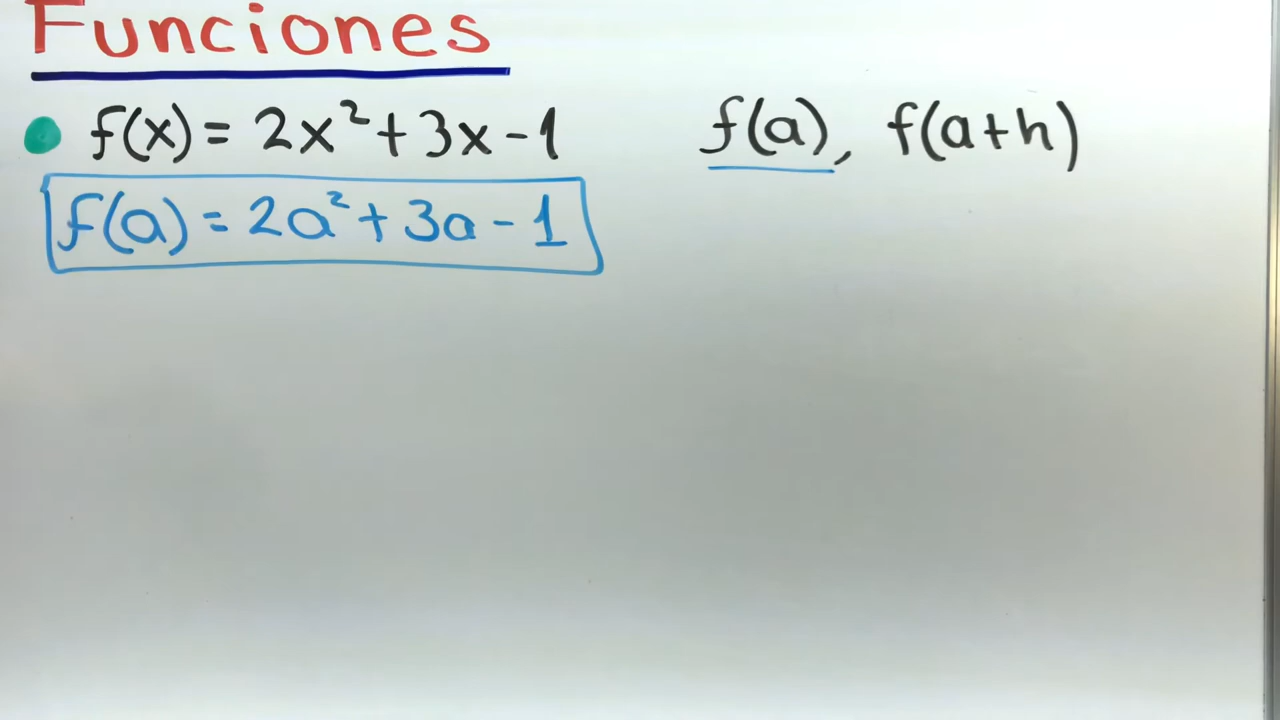 Funciones
f(x) = 2x²+3x-1 f(a), f(a+h)
f(a) = 2a²+3a-1